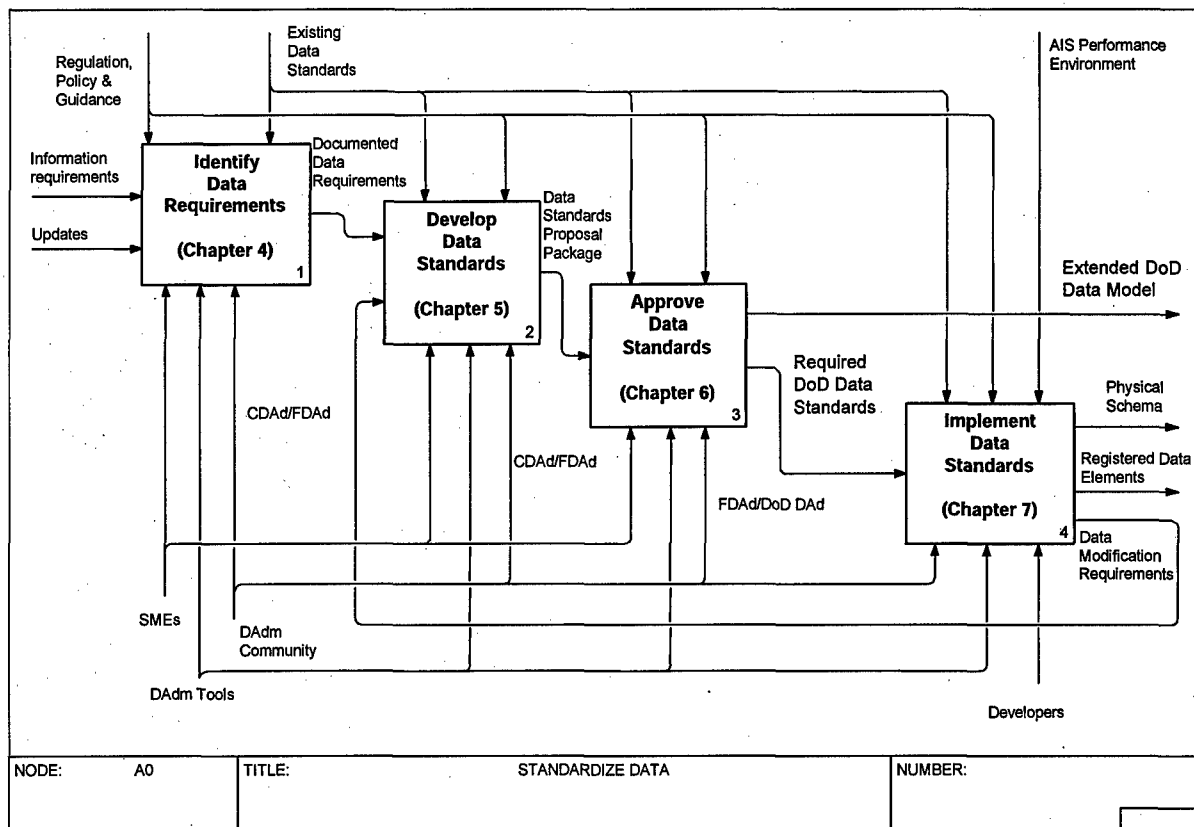 Existing
Data
Standards
Regulation,
Policy &
Guidance
AIS Performance
Environment
Information
requirements
Updates
Identify
Data
Requirements
(Chapter 4)
1
Documented
Data
Requirements
Develop
Data
Standards
(Chapter 5)
2
Data
Standards
Proposal
Package
Approve
Data
Standards
(Chapter 6)
3
Extended DoD
Data Model
Required
DoD Data
Standards
Implement
Data
Standards
(Chapter 7)
4
Physical
Schema
Registered Data
Elements
Data
Modification
Requirements
CDAd/FDAd
CDAd/FDAd
FDAd/DoD DAd
SMEs
DAdm
Community
DAdm Tools
Developers
NODE: A0
TITLE: STANDARDIZE DATA
NUMBER: